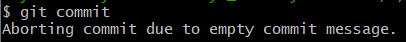 $ git commit
Aborting commit due to empty commit message.